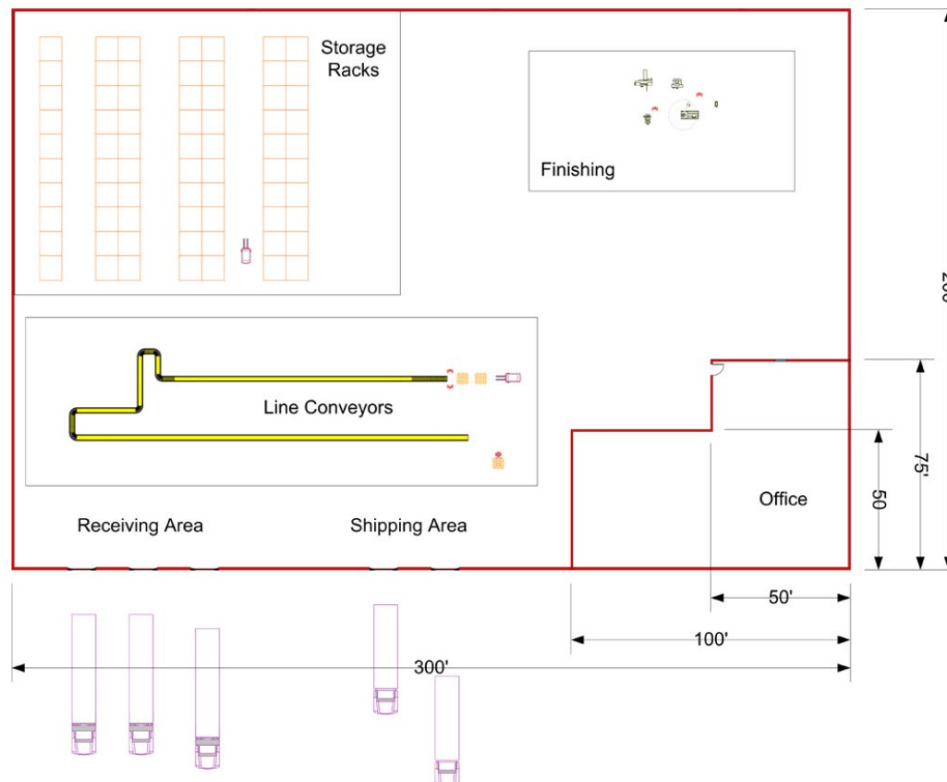 Storage
Racks
Finishing
Line Conveyors
Receiving Area
Shipping Area
Office
75'
50
50'
100'
300'